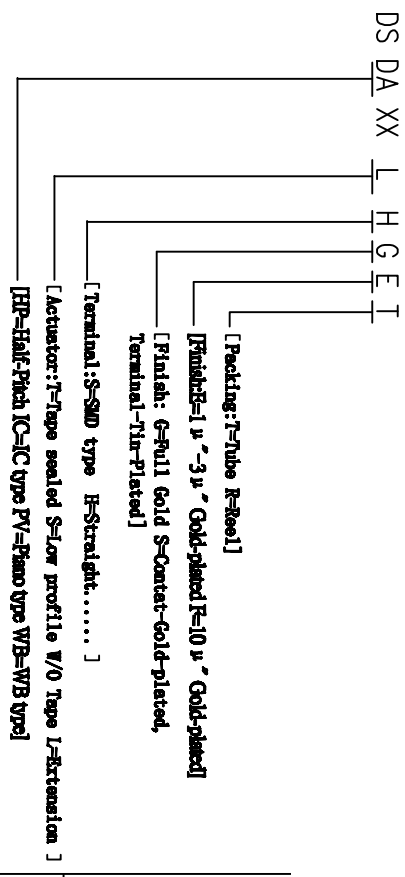 DS DA XX L H G E T
[Packing:T=Tube R=Reel]
[Finish:E=1μ"-3μ" Gold-plated F=10μ" Gold-plated]
[Finish: G=Full Gold S=Contat-Gold-plated,
Terminal-Tin-Plated]
[Terminal:S=SMD type H=Straight...... ]
[Actuator:T=Tape sealed S=Low profile W/O Tape L=Extension ]
[HP=Half-Pitch IC=IC type PV=Piano type WB=WB type]